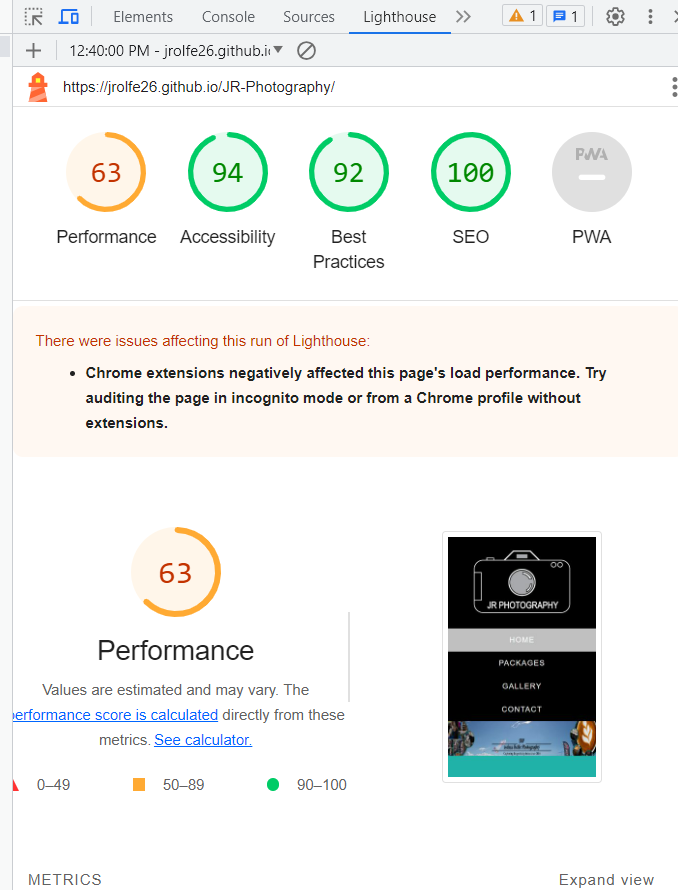 Elements Console Sources Lighthouse 1 1
12:40:00 PM - jrolfe26.github.i
https://jrolfe26.github.io/JR-Photography/
63 94 92 100 PWA
Performance Accessibility Best Practices SEO PWA
There were issues affecting this run of Lighthouse:
Chrome extensions negatively affected this page's load performance. Try
auditing the page in incognito mode or from a Chrome profile without
extensions.
63
Performance
Values are estimated and may vary. The
performance score is calculated directly from these
metrics. See calculator.
0–49 50–89 90–100
JR PHOTOGRAPHY
HOME
PACKAGES
GALLERY
CONTACT
METRICS Expand view